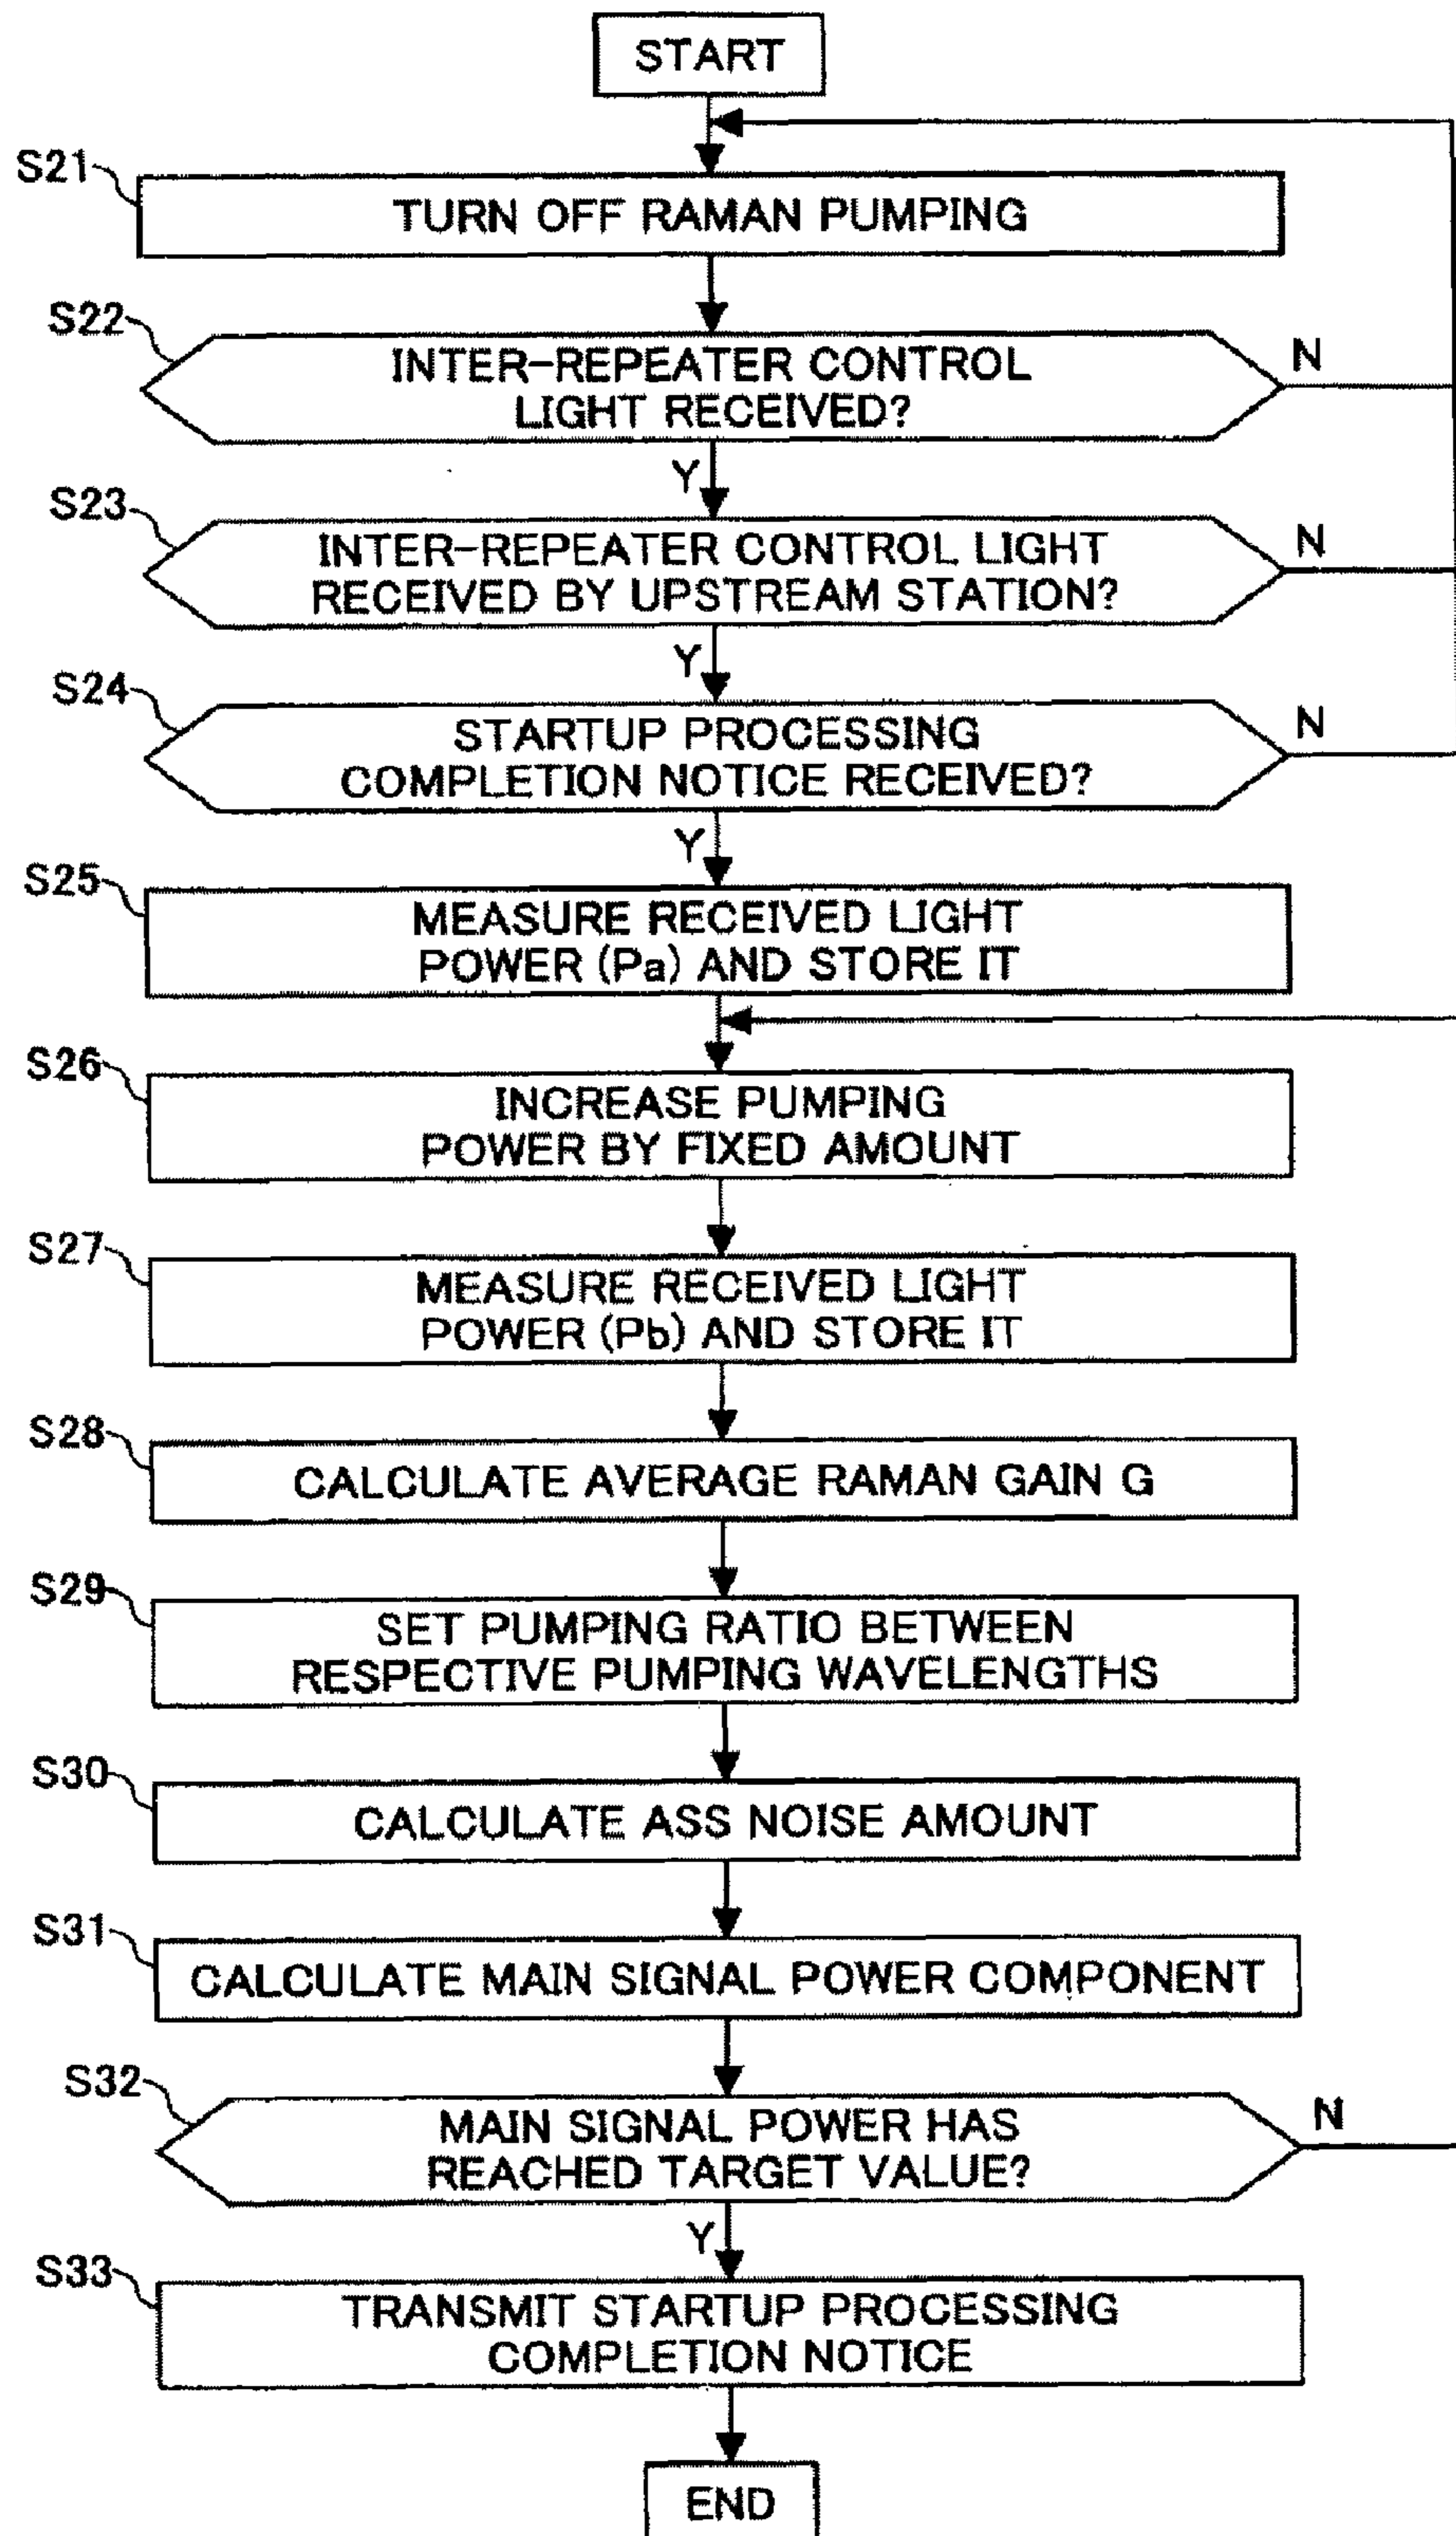 START
S21
TURN OFF RAMAN PUMPING
S22
INTER-REPEATER CONTROL
LIGHT RECEIVED?
N
Y
S23
INTER-REPEATER CONTROL LIGHT
RECEIVED BY UPSTREAM STATION?
N
Y
S24
STARTUP PROCESSING
COMPLETION NOTICE RECEIVED?
N
Y
S25
MEASURE RECEIVED LIGHT
POWER (Pa) AND STORE IT
S26
INCREASE PUMPING
POWER BY FIXED AMOUNT
S27
MEASURE RECEIVED LIGHT
POWER (Pb) AND STORE IT
S28
CALCULATE AVERAGE RAMAN GAIN G
S29
SET PUMPING RATIO BETWEEN
RESPECTIVE PUMPING WAVELENGTHS
S30
CALCULATE ASS NOISE AMOUNT
S31
CALCULATE MAIN SIGNAL POWER COMPONENT
S32
MAIN SIGNAL POWER HAS
REACHED TARGET VALUE?
N
Y
S33
TRANSMIT STARTUP PROCESSING
COMPLETION NOTICE
END